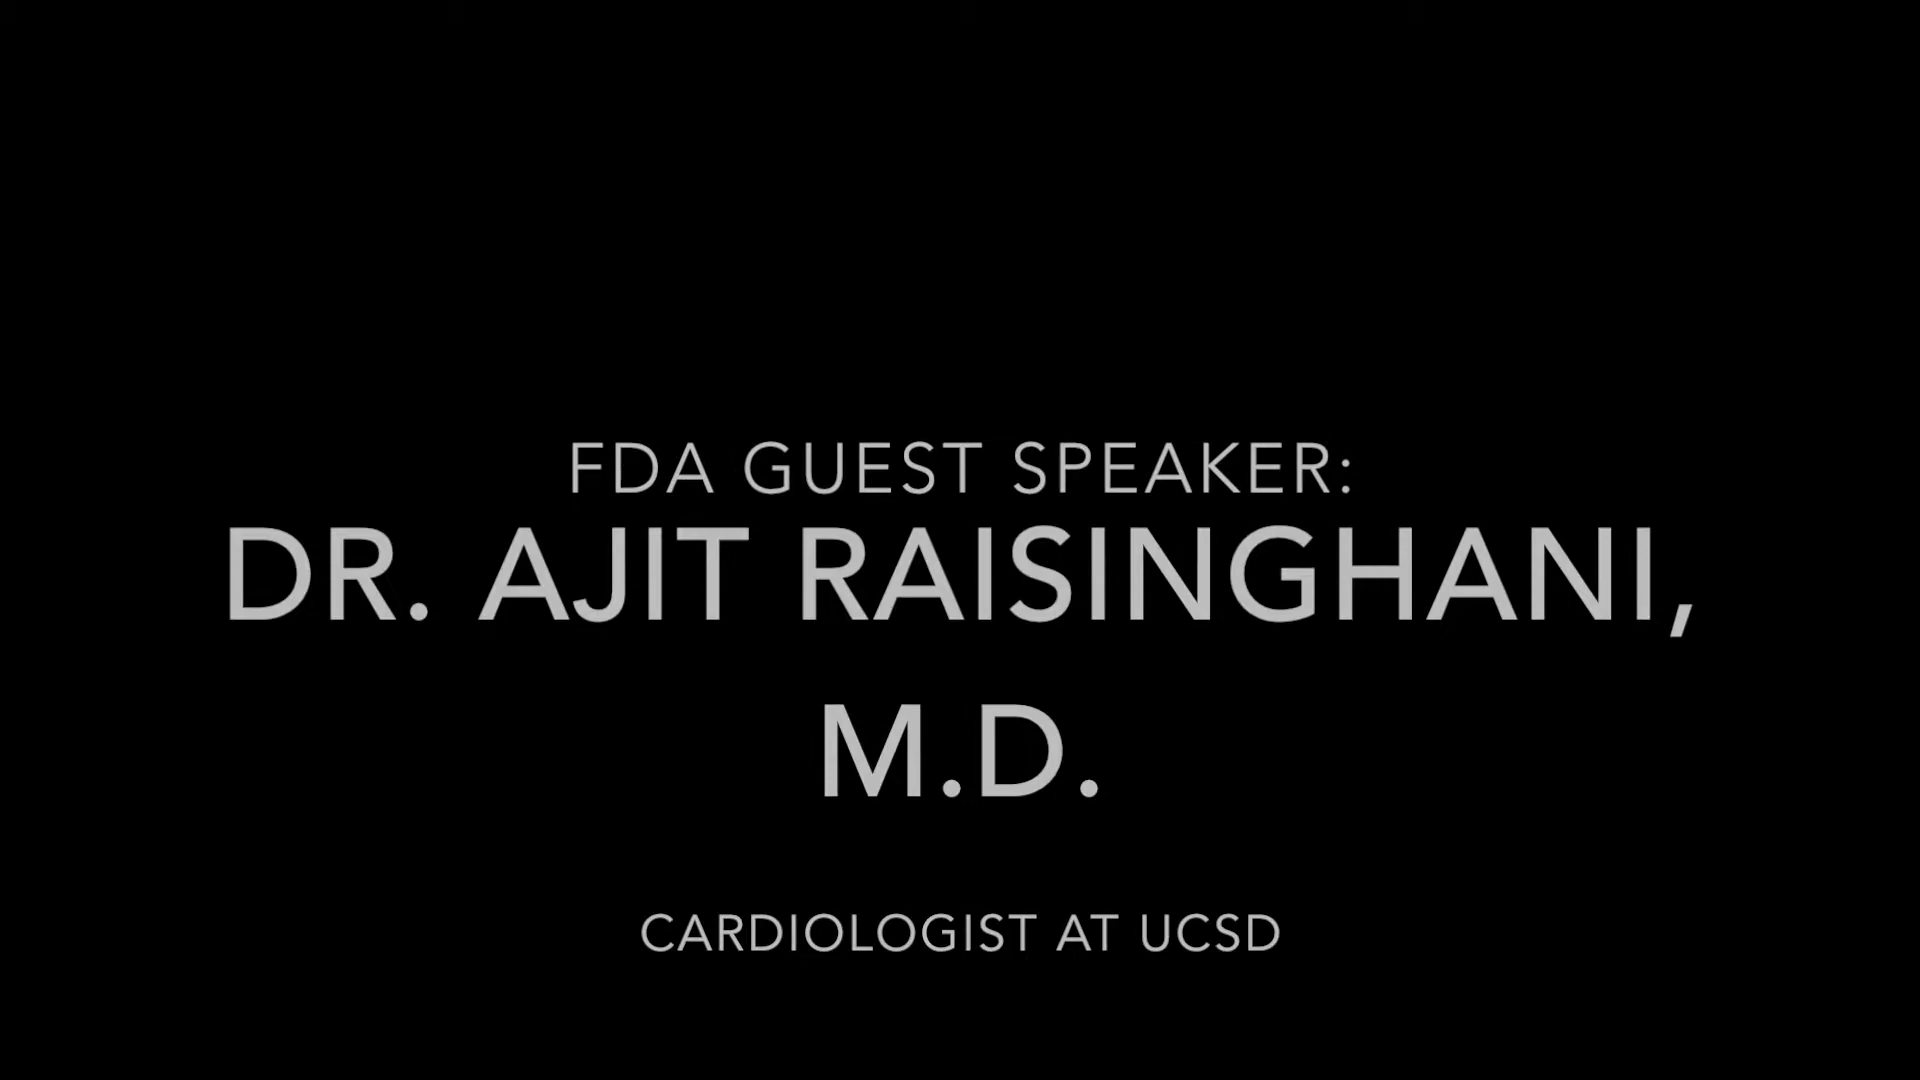 FDA GUEST SPEAKER:
DR. AJIT RAISINGHANI,
M.D.
CARDIOLOGIST AT UCSD